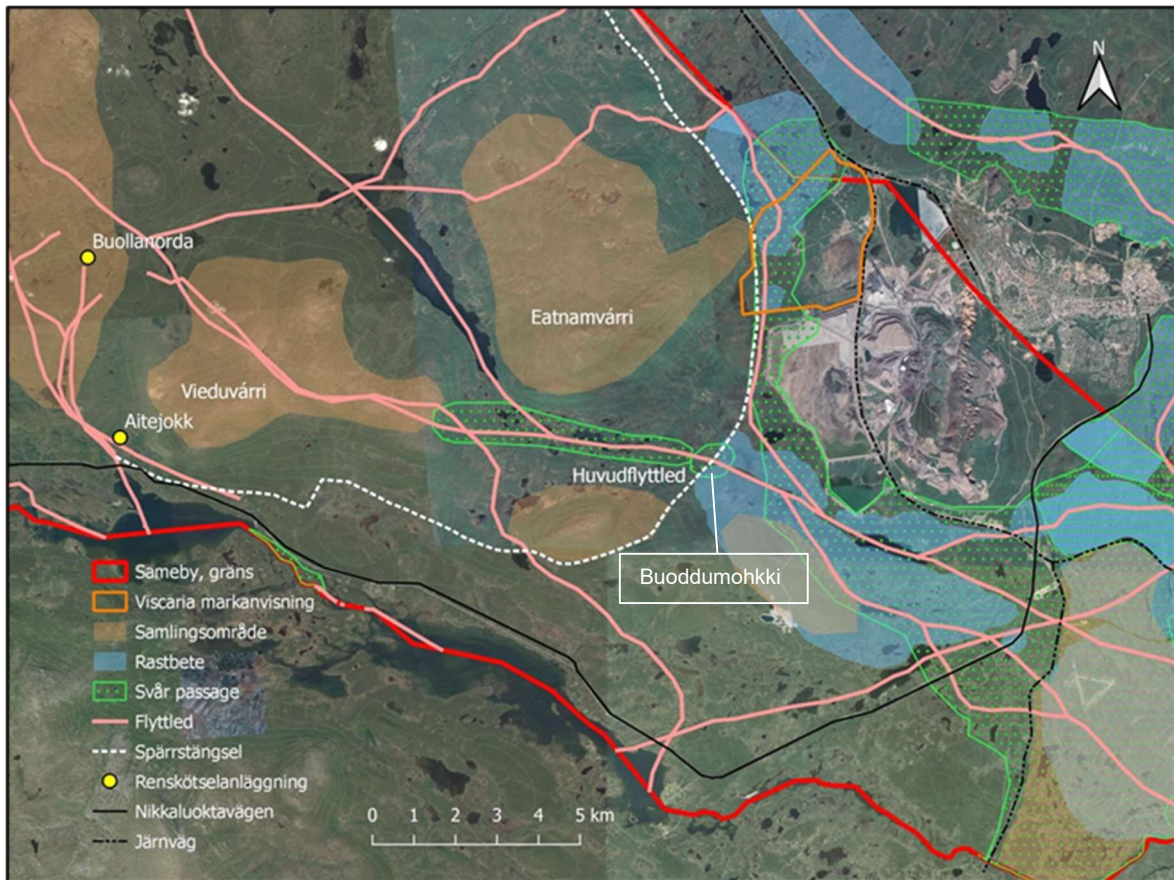 N
Buollanorda
Eatnamvárri
Vieduvárri
Aitejokk
Huvudflyttled
Buoddumohkki
Sameby, gräns
Viscaria markanvisning
Samlingsområde
Rastbete
Svår passage
Flyttled
Spärrstängsel
Renskötselanläggning
Nikkaluoktavägen
Järnväg
0 1 2 3 4 5 km